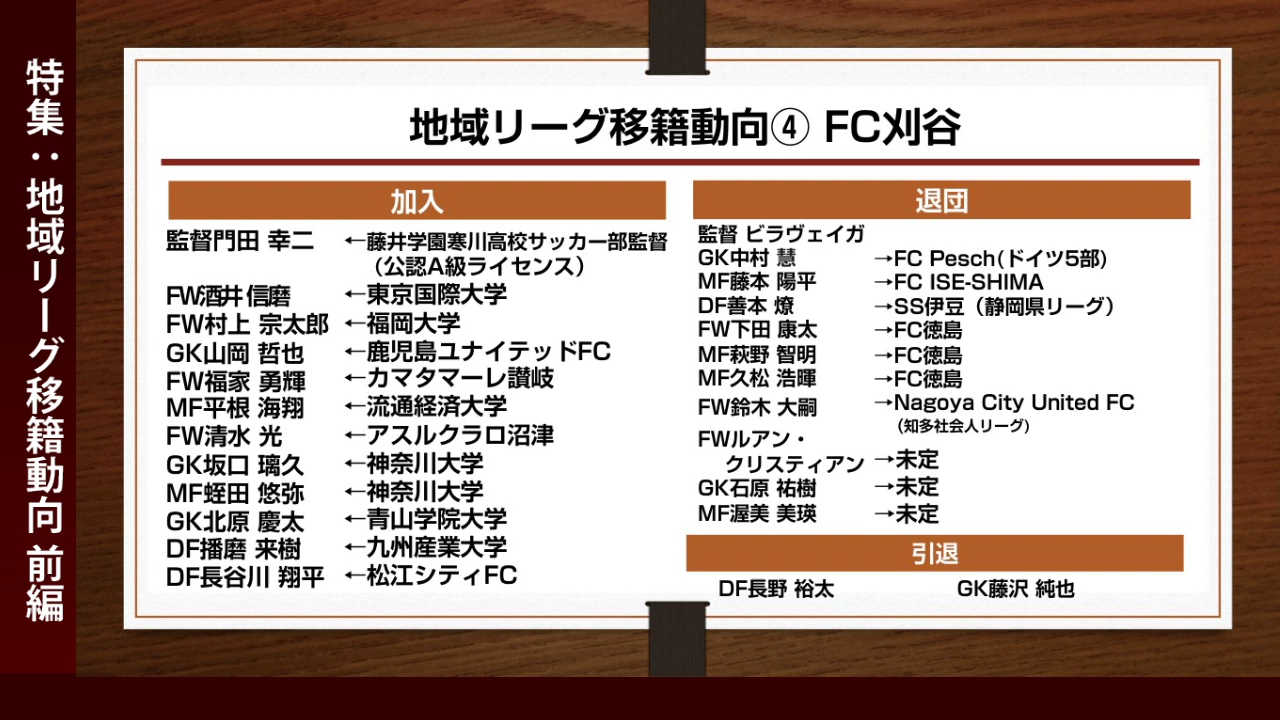 特集：地域リーグ移籍動向 前編
地域リーグ移籍動向④ FC刈谷
加入
監督門田 幸二 ←藤井学園寒川高校サッカー部監督
（公認A級ライセンス）
FW酒井 信磨 ←東京国際大学
FW村上 宗太郎 ←福岡大学
GK山岡 哲也 ←鹿児島ユナイテッドFC
FW福家 勇輝 ←カマタマーレ讃岐
MF平根 海翔 ←流通経済大学
FW清水 光 ←アスルクラロ沼津
GK坂口 璃久 ←神奈川大学
MF蛭田 悠弥 ←神奈川大学
GK北原 慶太 ←青山学院大学
DF播磨 来樹 ←九州産業大学
DF長谷川 翔平 ←松江シティFC
退団
監督 ビラヴェイガ
GK中村 慧 →FC Pesch(ドイツ5部)
MF藤本 陽平 →FC ISE-SHIMA
DF善本 燎 →SS伊豆（静岡県リーグ）
FW下田 康太 →FC徳島
MF萩野 智明 →FC徳島
MF久松 浩暉 →FC徳島
FW鈴木 大嗣 →Nagoya City United FC
（知多社会人リーグ）
FWルアン・
クリスティアン →未定
GK石原 祐樹 →未定
MF渥美 美瑛 →未定
引退
DF長野 裕太 GK藤沢 純也